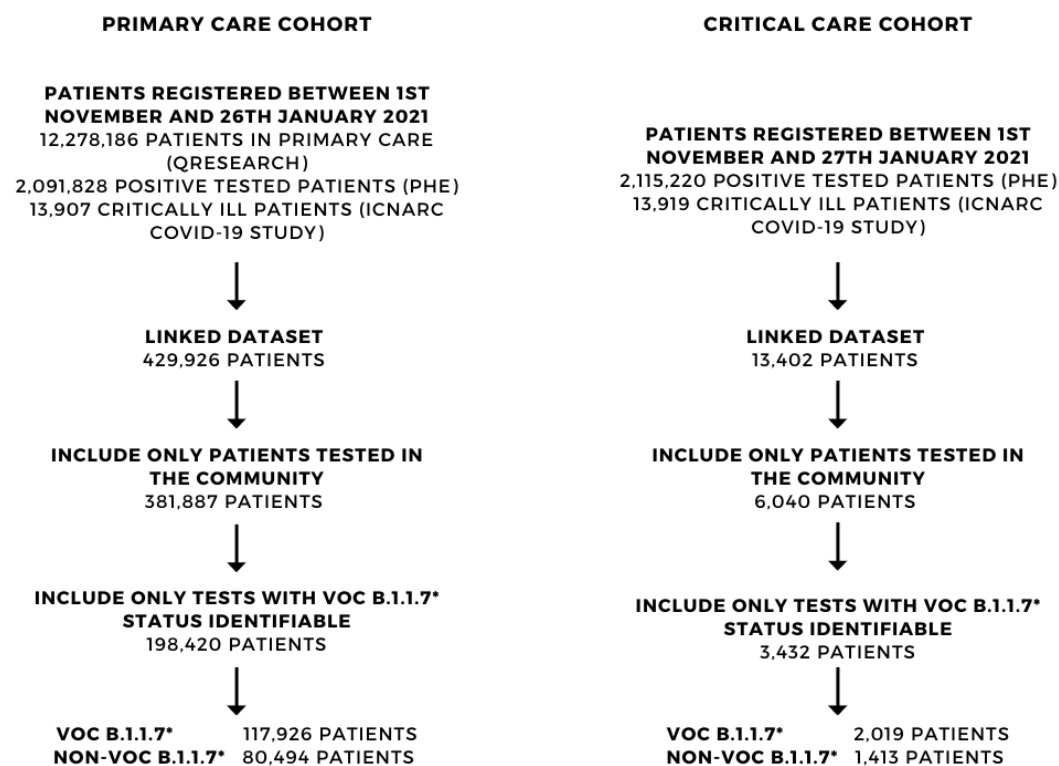 PRIMARY CARE COHORT
PATIENTS REGISTERED BETWEEN 1ST
NOVEMBER AND 26TH JANUARY 2021
12,278,186 PATIENTS IN PRIMARY CARE
(QRESEARCH)
2,091,828 POSITIVE TESTED PATIENTS (PHE)
13,907 CRITICALLY ILL PATIENTS (ICNARC
COVID-19 STUDY)
LINKED DATASET
429,926 PATIENTS
INCLUDE ONLY PATIENTS TESTED IN
THE COMMUNITY
381,887 PATIENTS
INCLUDE ONLY TESTS WITH VOC B.1.1.7*
STATUS IDENTIFIABLE
198,420 PATIENTS
VOC B.1.1.7* 117,926 PATIENTS
NON-VOC B.1.1.7* 80,494 PATIENTS
CRITICAL CARE COHORT
PATIENTS REGISTERED BETWEEN 1ST
NOVEMBER AND 27TH JANUARY 2021
2,115,220 POSITIVE TESTED PATIENTS (PHE)
13,919 CRITICALLY ILL PATIENTS (ICNARC
COVID-19 STUDY)
LINKED DATASET
13,402 PATIENTS
INCLUDE ONLY PATIENTS TESTED IN
THE COMMUNITY
6,040 PATIENTS
INCLUDE ONLY TESTS WITH VOC B.1.1.7*
STATUS IDENTIFIABLE
3,432 PATIENTS
VOC B.1.1.7* 2,019 PATIENTS
NON-VOC B.1.1.7* 1,413 PATIENTS